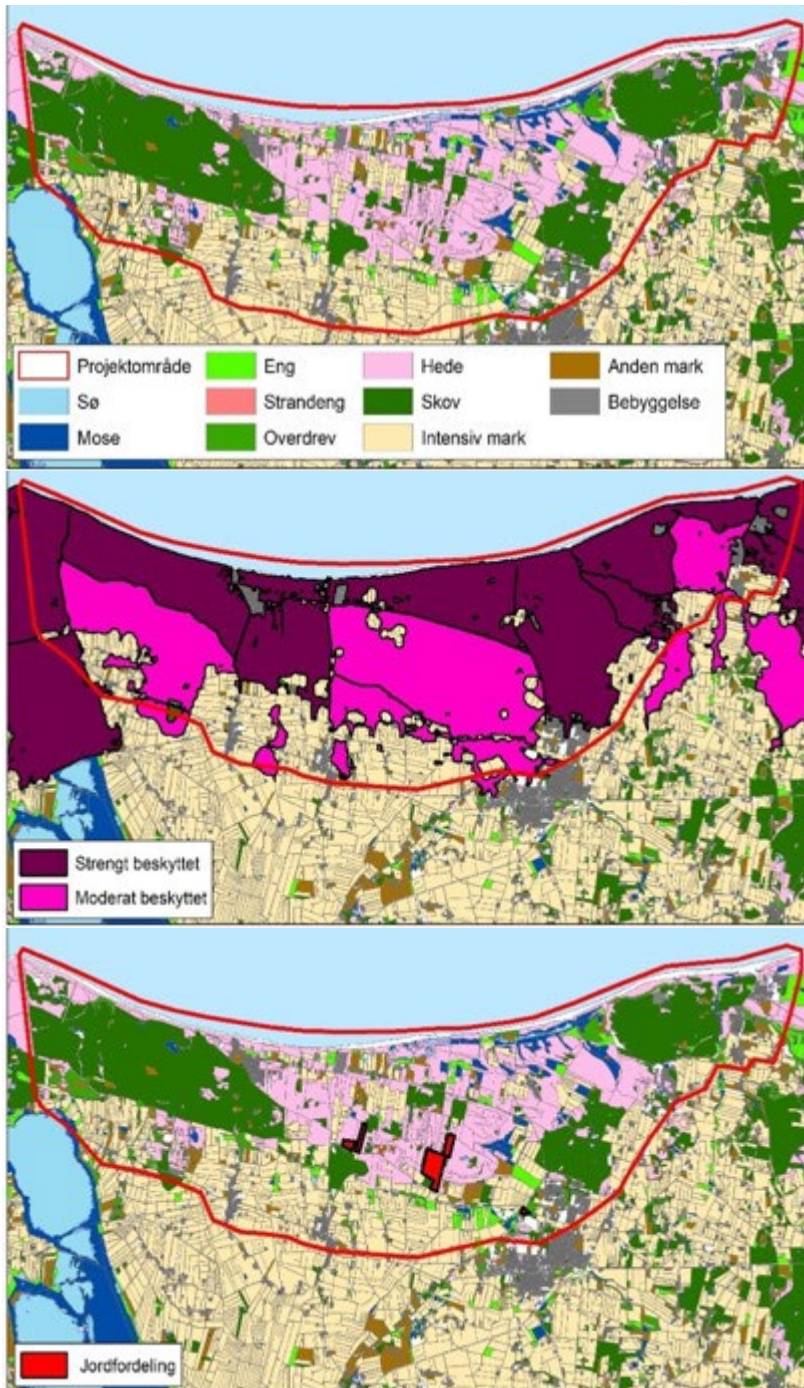 Projektområde Eng Hede Anden mark
Sø Strandeng Skov Bebyggelse
Mose Overdrev Intensiv mark
Strengt beskyttet
Moderat beskyttet
Jordfordeling